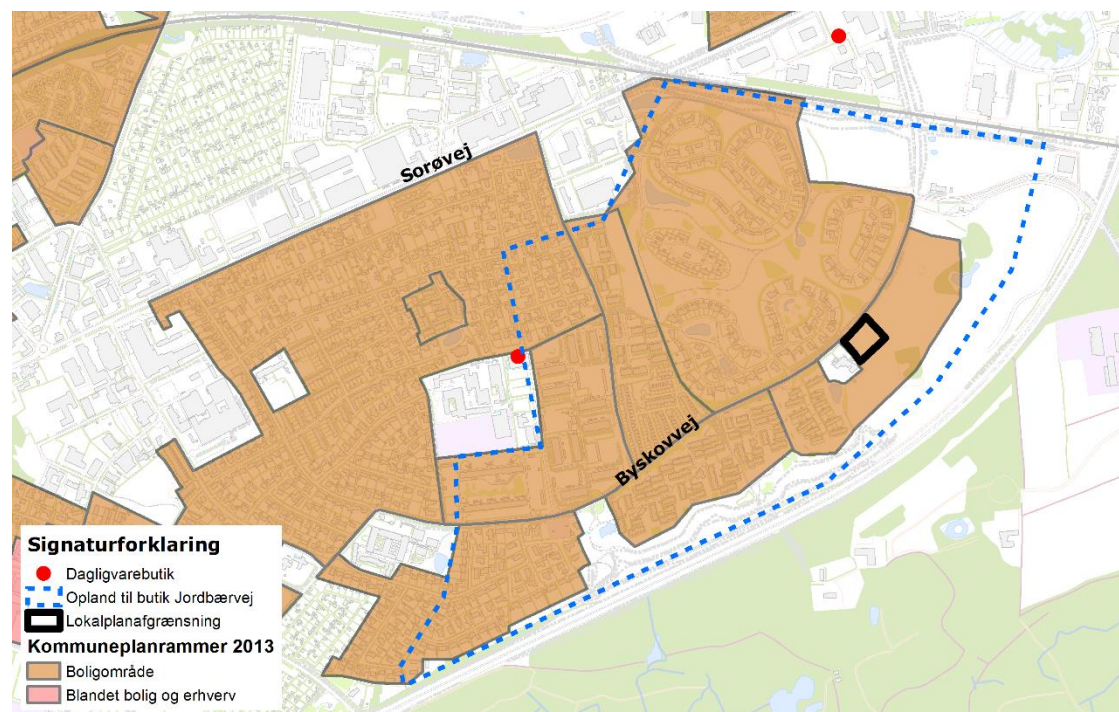 Sorøvej
Byskovvej
Signaturforklaring
Dagligvarebutik
Opland til butik Jordbærvej
Lokalplanafgrænsning
Kommuneplanrammer 2013
Boligområde
Blandet bolig og erhverv